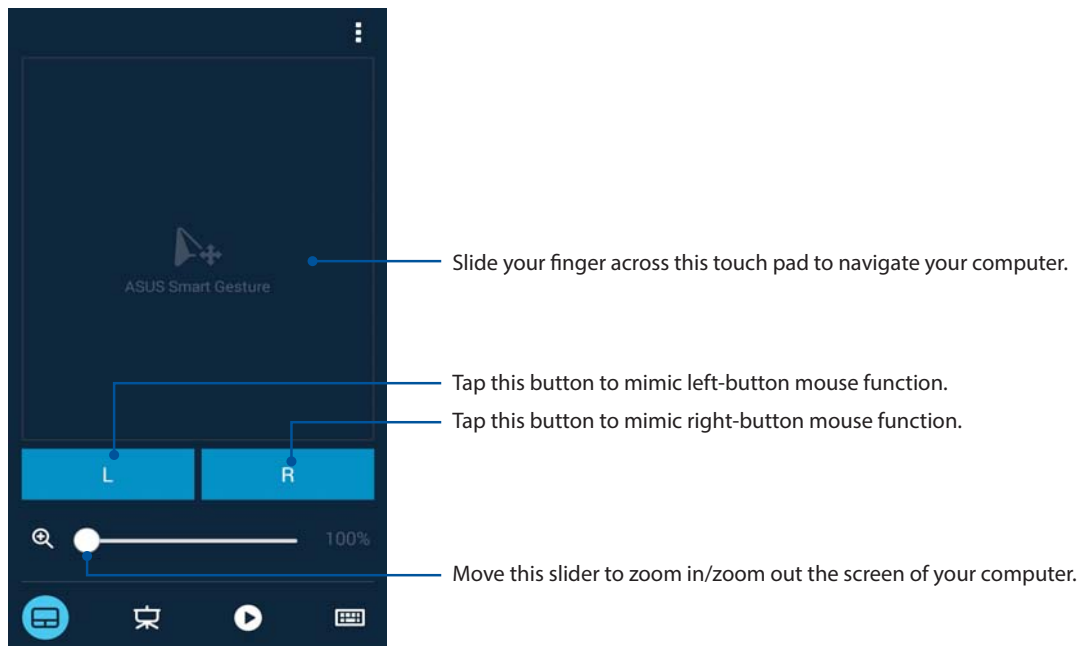 Slide your finger across this touch pad to navigate your computer.
ASUS Smart Gesture
Tap this button to mimic left-button mouse function.
Tap this button to mimic right-button mouse function.
L
R
100%
Move this slider to zoom in/zoom out the screen of your computer.